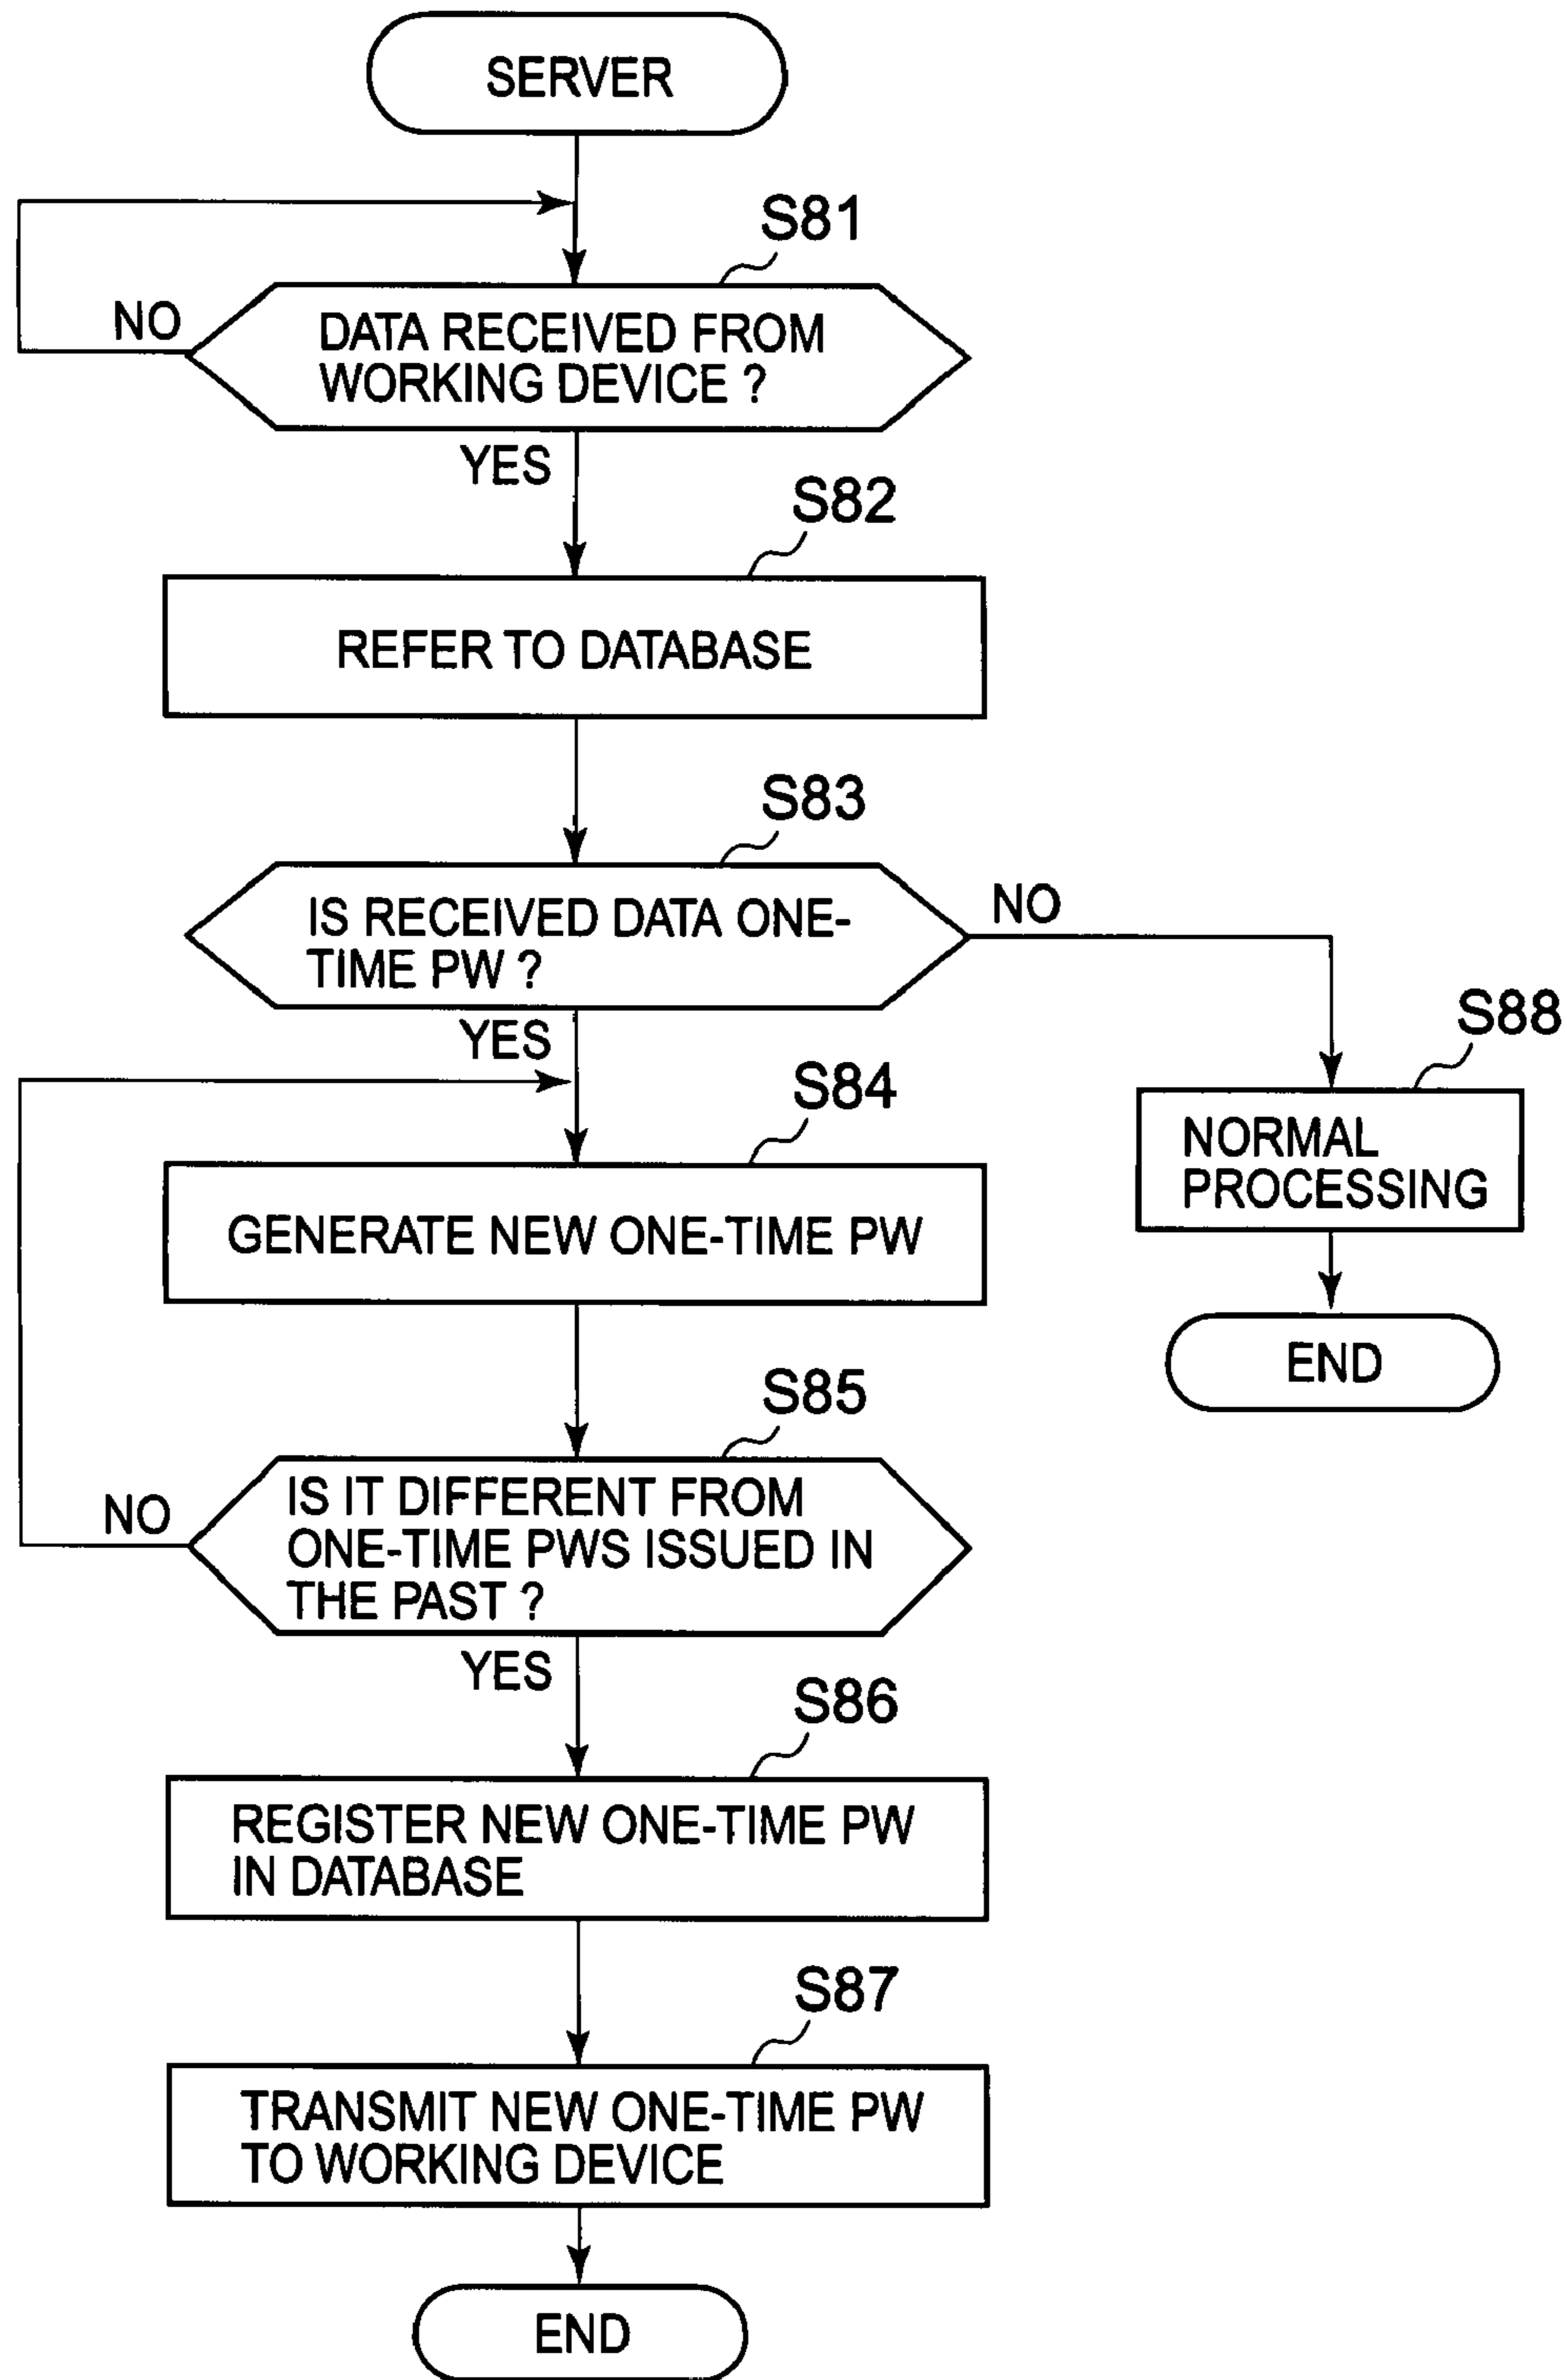 SERVER
S81
NO
DATA RECEIVED FROM
WORKING DEVICE ?
YES
S82
REFER TO DATABASE
S83
IS RECEIVED DATA ONE-
TIME PW ?
NO
YES
S88
NORMAL
PROCESSING
END
S84
GENERATE NEW ONE-TIME PW
S85
NO
IS IT DIFFERENT FROM
ONE-TIME PWS ISSUED IN
THE PAST ?
YES
S86
REGISTER NEW ONE-TIME PW
IN DATABASE
S87
TRANSMIT NEW ONE-TIME PW
TO WORKING DEVICE
END